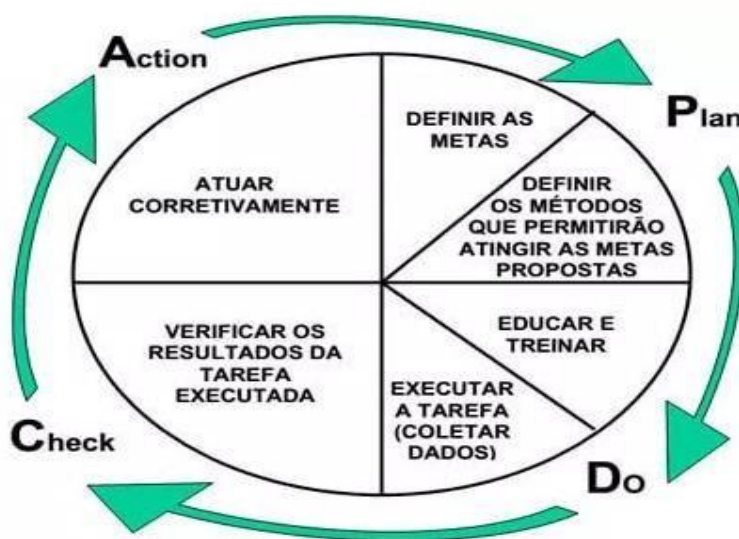 Action
Plan
DEFINIR AS
METAS
DEFINIR
OS MÉTODOS
QUE PERMITIRÃO
ATINGIR AS METAS
PROPOSTAS
ATUAR
CORRETIVAMENTE
EDUCAR E
TREINAR
VERIFICAR OS
RESULTADOS DA
TAREFA
EXECUTADA
EXECUTAR
A TAREFA
(COLETAR
DADOS)
Check
Do